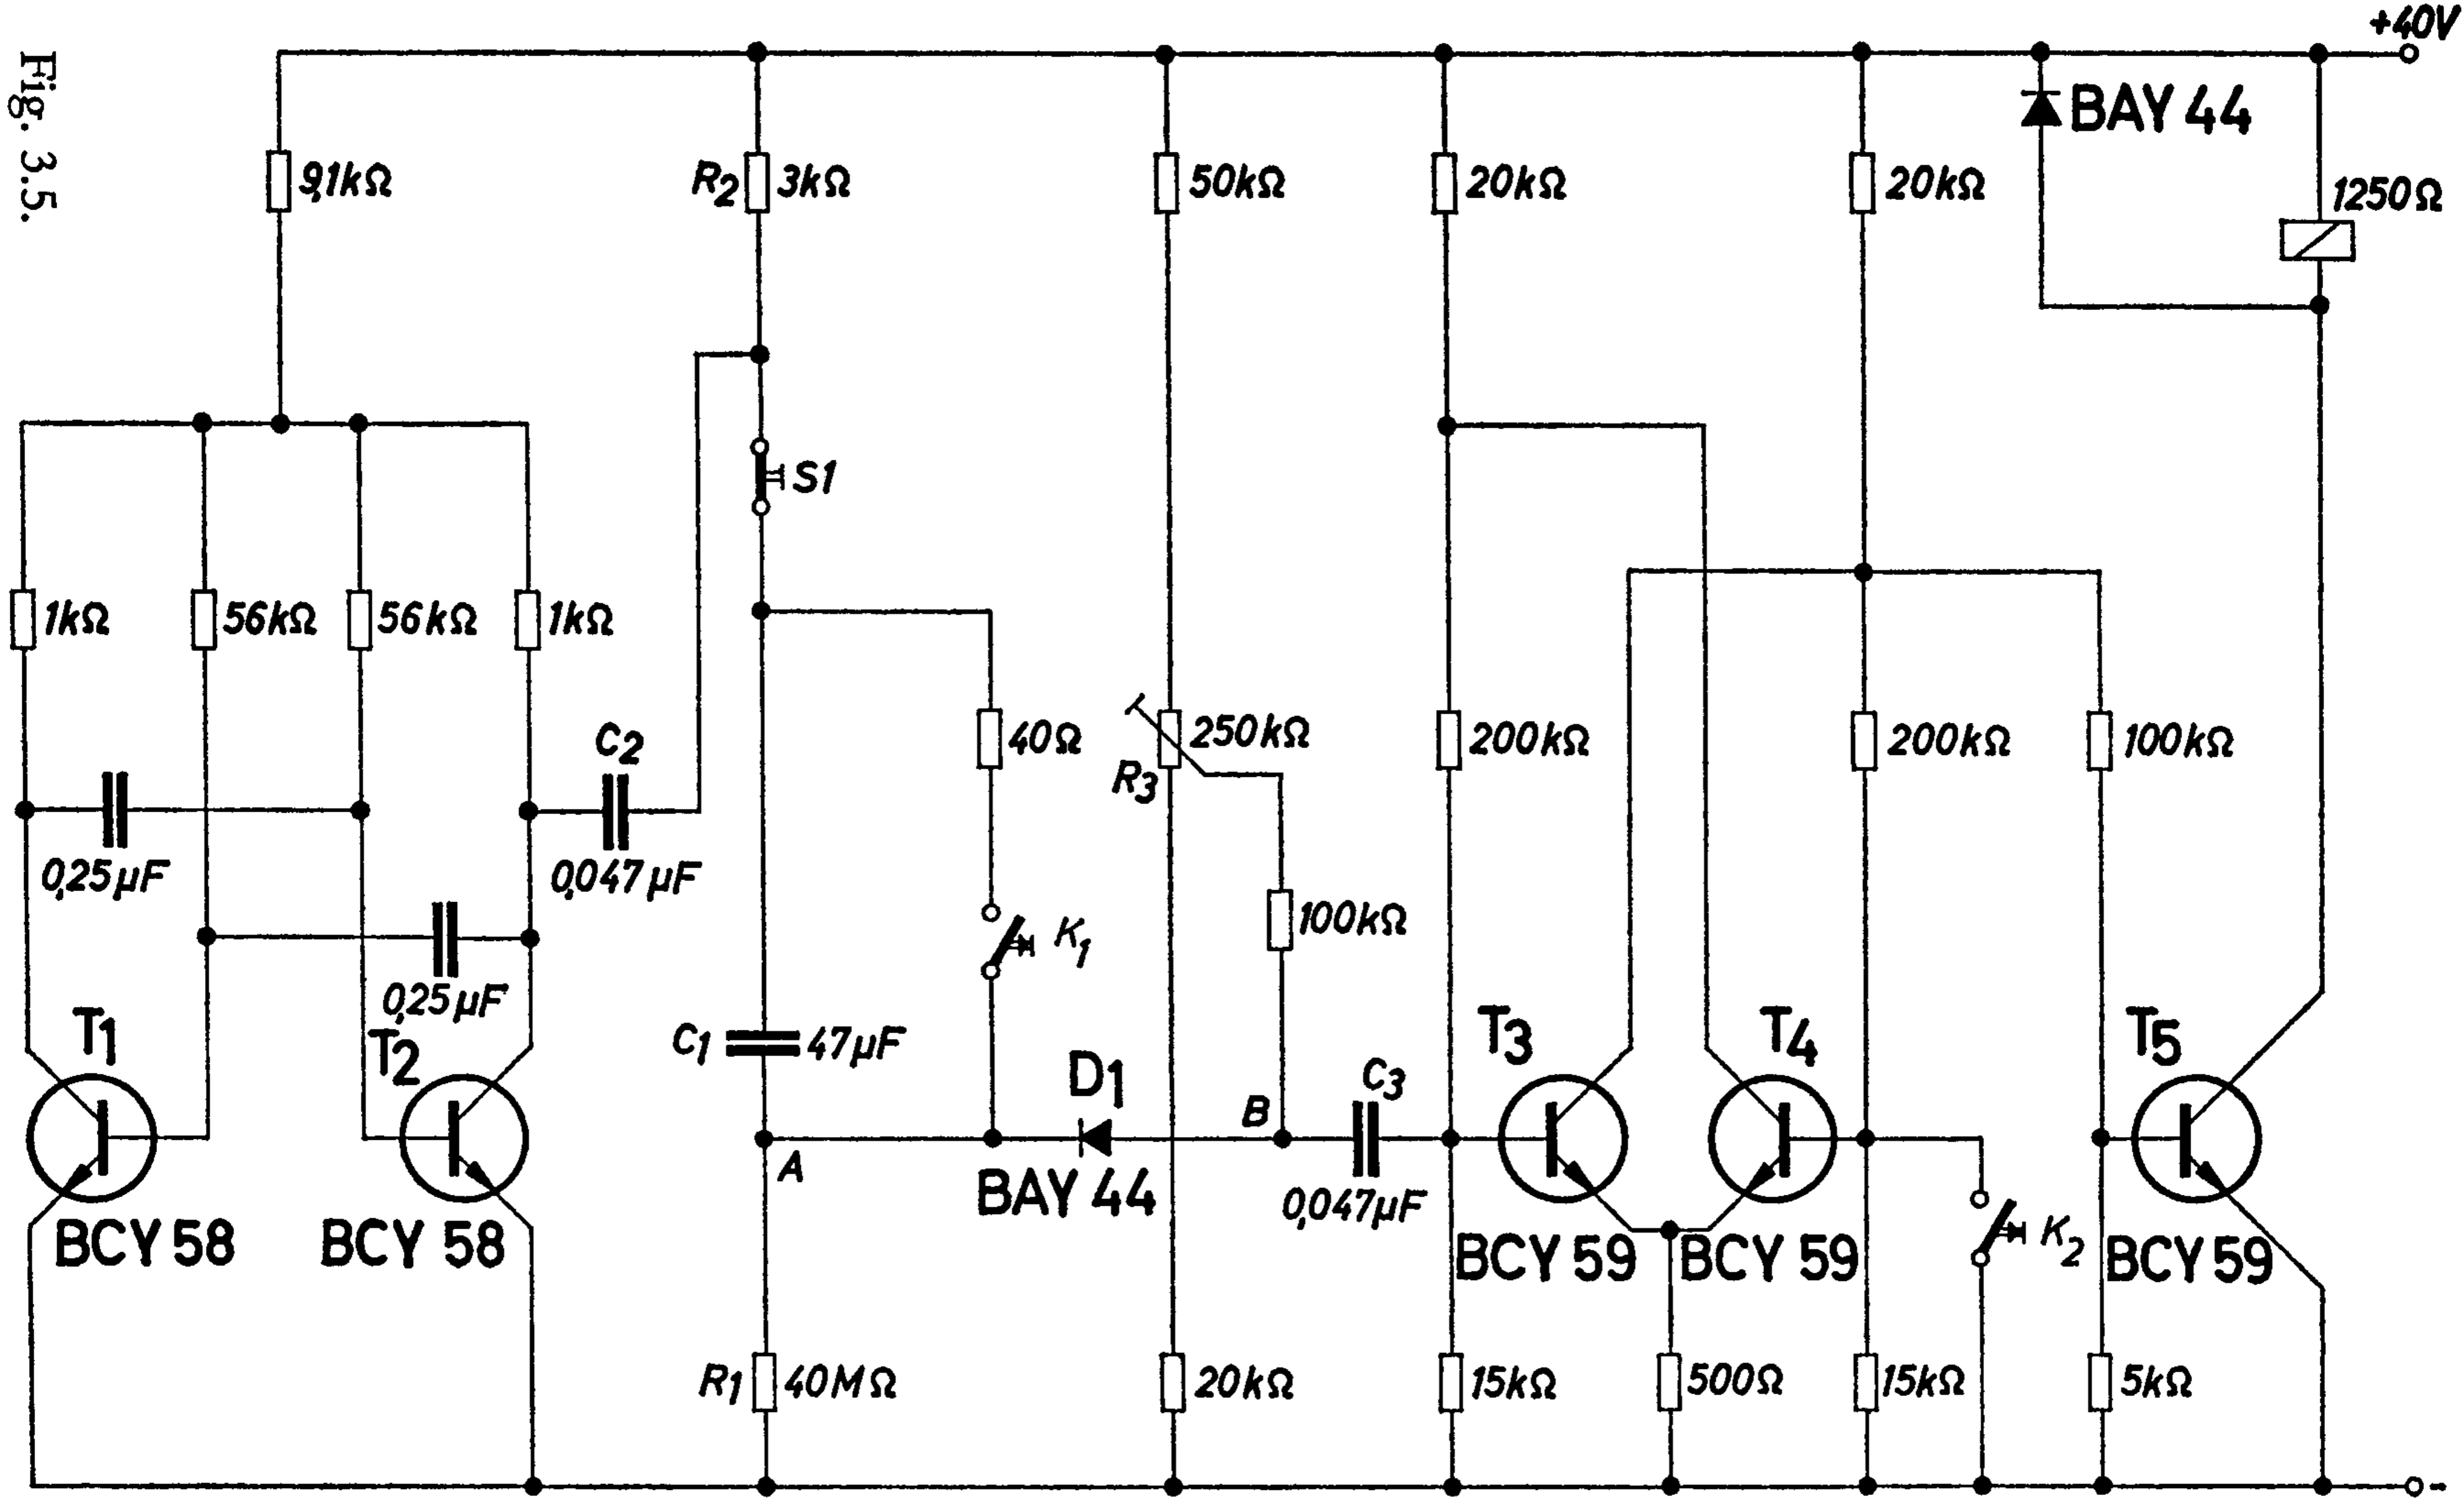 Fig. 3.5.
+40V
BAY 44
9,1kΩ
R2 3kΩ
50kΩ
20kΩ
20kΩ
1250Ω
S1
1kΩ
56kΩ
56kΩ
1kΩ
C2
0,047µF
40Ω
250kΩ
R3
200kΩ
200kΩ
100kΩ
0,25µF
0,25µF
K1
100kΩ
C1 47µF
T1
T2
D1
BAY 44
A
B
C3
0,047µF
T3
T4
T5
BCY 58
BCY 58
BCY 59
BCY 59
K2
BCY 59
R1 40MΩ
20kΩ
15kΩ
500Ω
15kΩ
5kΩ
-